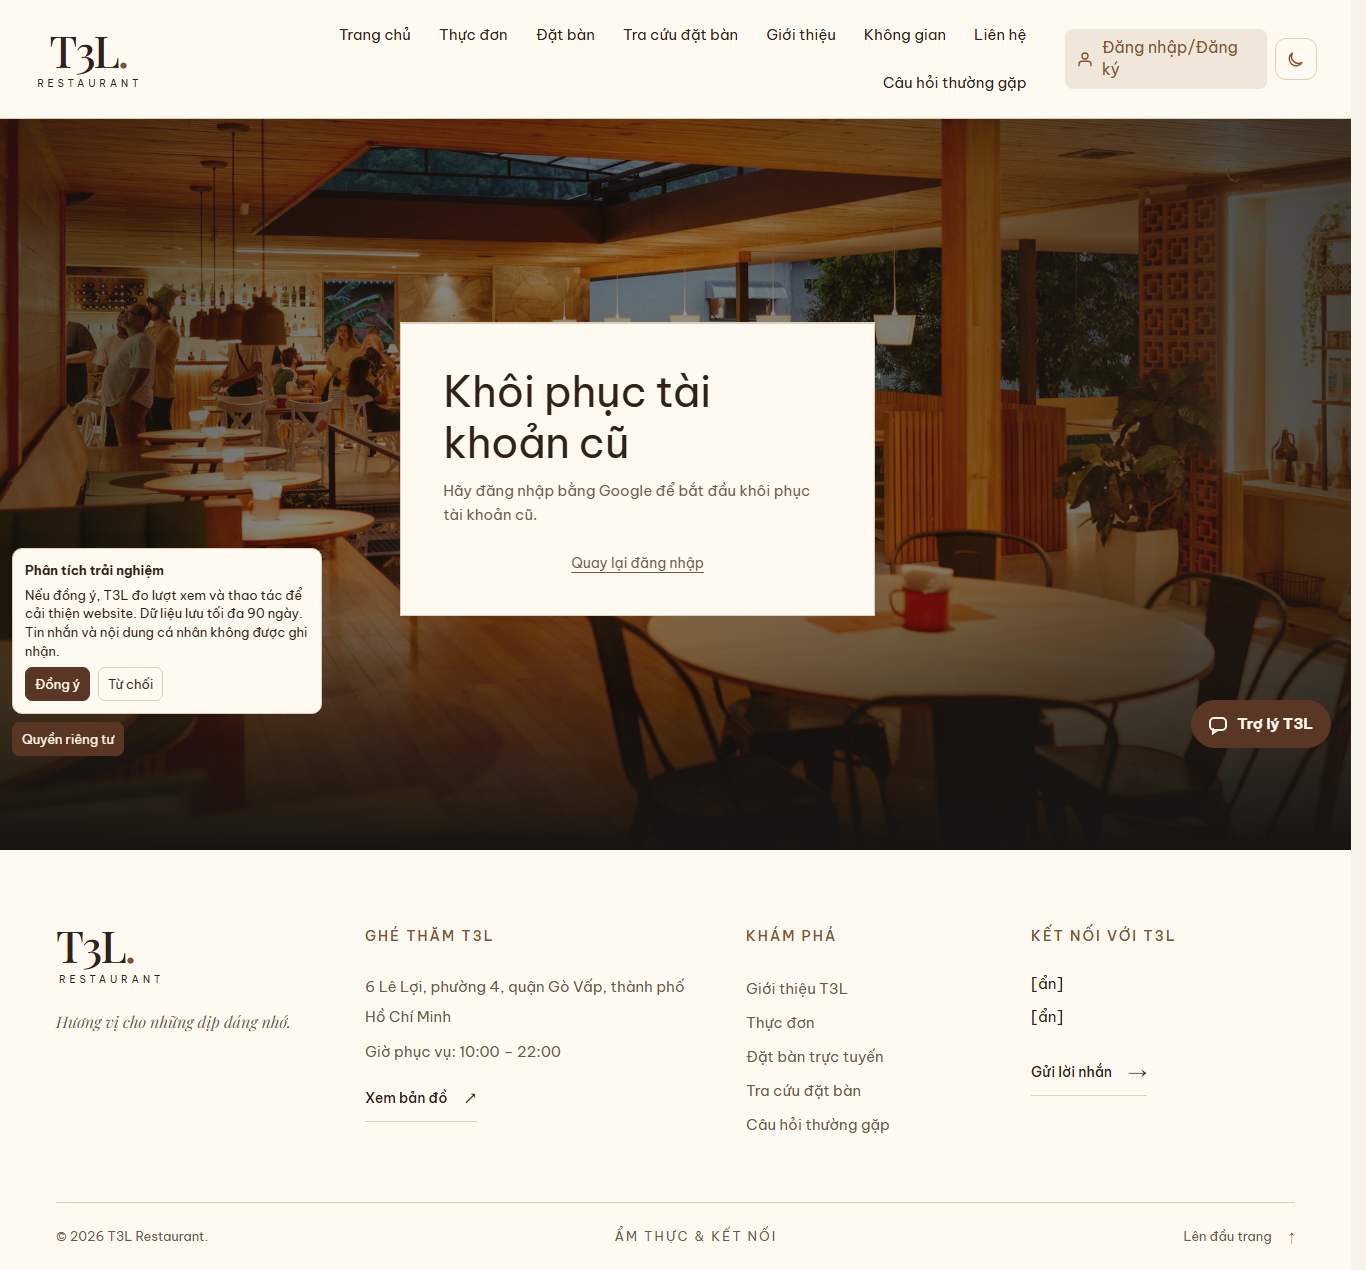 T3L.
RESTAURANT
Trang chủ
Thực đơn
Đặt bàn
Tra cứu đặt bàn
Giới thiệu
Không gian
Liên hệ
Câu hỏi thường gặp
Đăng nhập/Đăng
ký
Khôi phục tài
khoản cũ
Hãy đăng nhập bằng Google để bắt đầu khôi phục
tài khoản cũ.
Quay lại đăng nhập
Phân tích trải nghiệm
Nếu đồng ý, T3L đo lượt xem và thao tác để
cải thiện website. Dữ liệu lưu tối đa 90 ngày.
Tin nhắn và nội dung cá nhân không được ghi
nhận.
Đồng ý
Từ chối
Quyền riêng tư
Trợ lý T3L
T3L.
RESTAURANT
Hương vị cho những dịp đáng nhớ.
GHÉ THĂM T3L
6 Lê Lợi, phường 4, quận Gò Vấp, thành phố
Hồ Chí Minh
Giờ phục vụ: 10:00 – 22:00
Xem bản đồ ↗
KHÁM PHÁ
Giới thiệu T3L
Thực đơn
Đặt bàn trực tuyến
Tra cứu đặt bàn
Câu hỏi thường gặp
KẾT NỐI VỚI T3L
[ẩn]
[ẩn]
Gửi lời nhắn →
© 2026 T3L Restaurant.
ẨM THỰC & KẾT NỐI
Lên đầu trang ↑